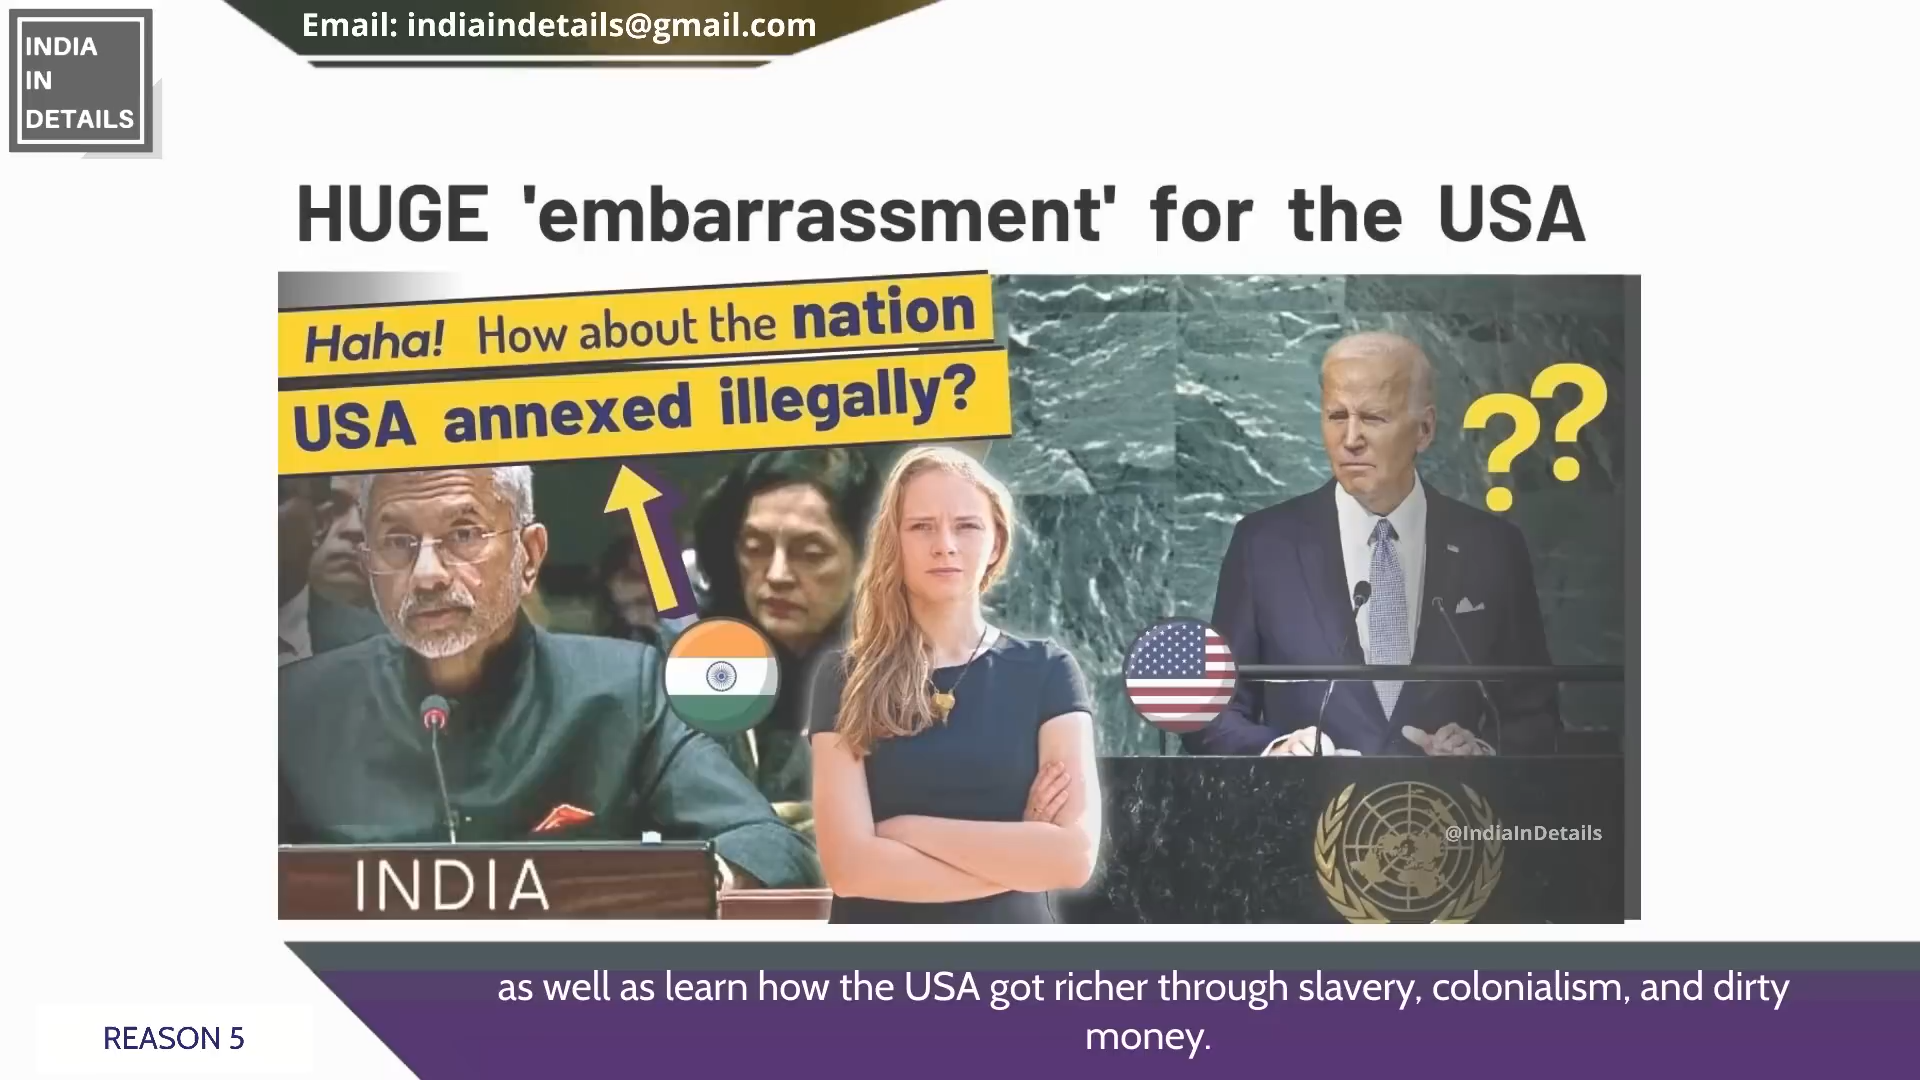 Email: indiaindetails@gmail.com
INDIA
IN
DETAILS
HUGE 'embarrassment' for the USA
Haha! How about the nation
USA annexed illegally?
??
@IndiaInDetails
INDIA
as well as learn how the USA got richer through slavery, colonialism, and dirty
money.
REASON 5